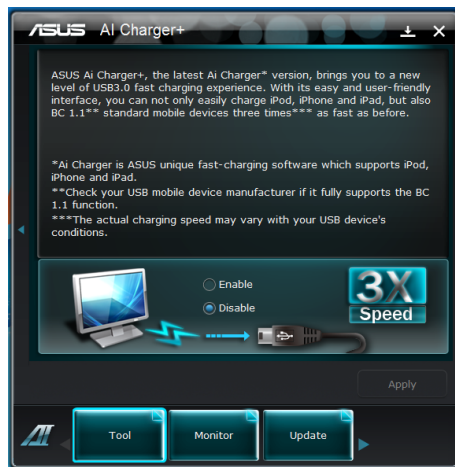 ASUS AI Charger+
ASUS Ai Charger+, the latest Ai Charger* version, brings you to a new
level of USB3.0 fast charging experience. With its easy and user-friendly
interface, you can not only easily charge iPod, iPhone and iPad, but also
BC 1.1** standard mobile devices three times*** as fast as before.
*Ai Charger is ASUS unique fast-charging software which supports iPod,
iPhone and iPad.
**Check your USB mobile device manufacturer if it fully supports the BC
1.1 function.
***The actual charging speed may vary with your USB device's
conditions.
Enable
Disable
3X
Speed
Apply
AI
Tool
Monitor
Update